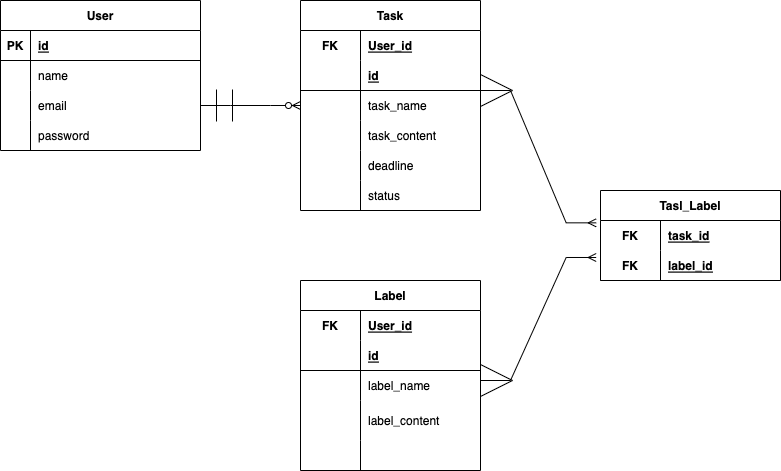 User
PK id
name
email
password
Task
FK User_id
id
task_name
task_content
deadline
status
Tasl_Label
FK task_id
FK label_id
Label
FK User_id
id
label_name
label_content